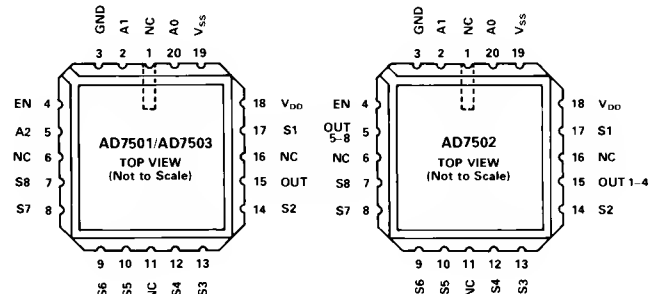 GND A1 NC A0 VSS
3 2 1 20 19
EN 4
A2 5
NC 6
S8 7
S7 8
AD7501/AD7503
TOP VIEW
(Not to Scale)
18 VDD
17 S1
16 NC
15 OUT
14 S2
9 10 11 12 13
S6 S5 NC S4 S3
GND A1 NC A0 VSS
3 2 1 20 19
EN 4
OUT 5–8 5
NC 6
S8 7
S7 8
AD7502
TOP VIEW
(Not to Scale)
18 VDD
17 S1
16 NC
15 OUT 1–4
14 S2
9 10 11 12 13
S6 S5 NC S4 S3